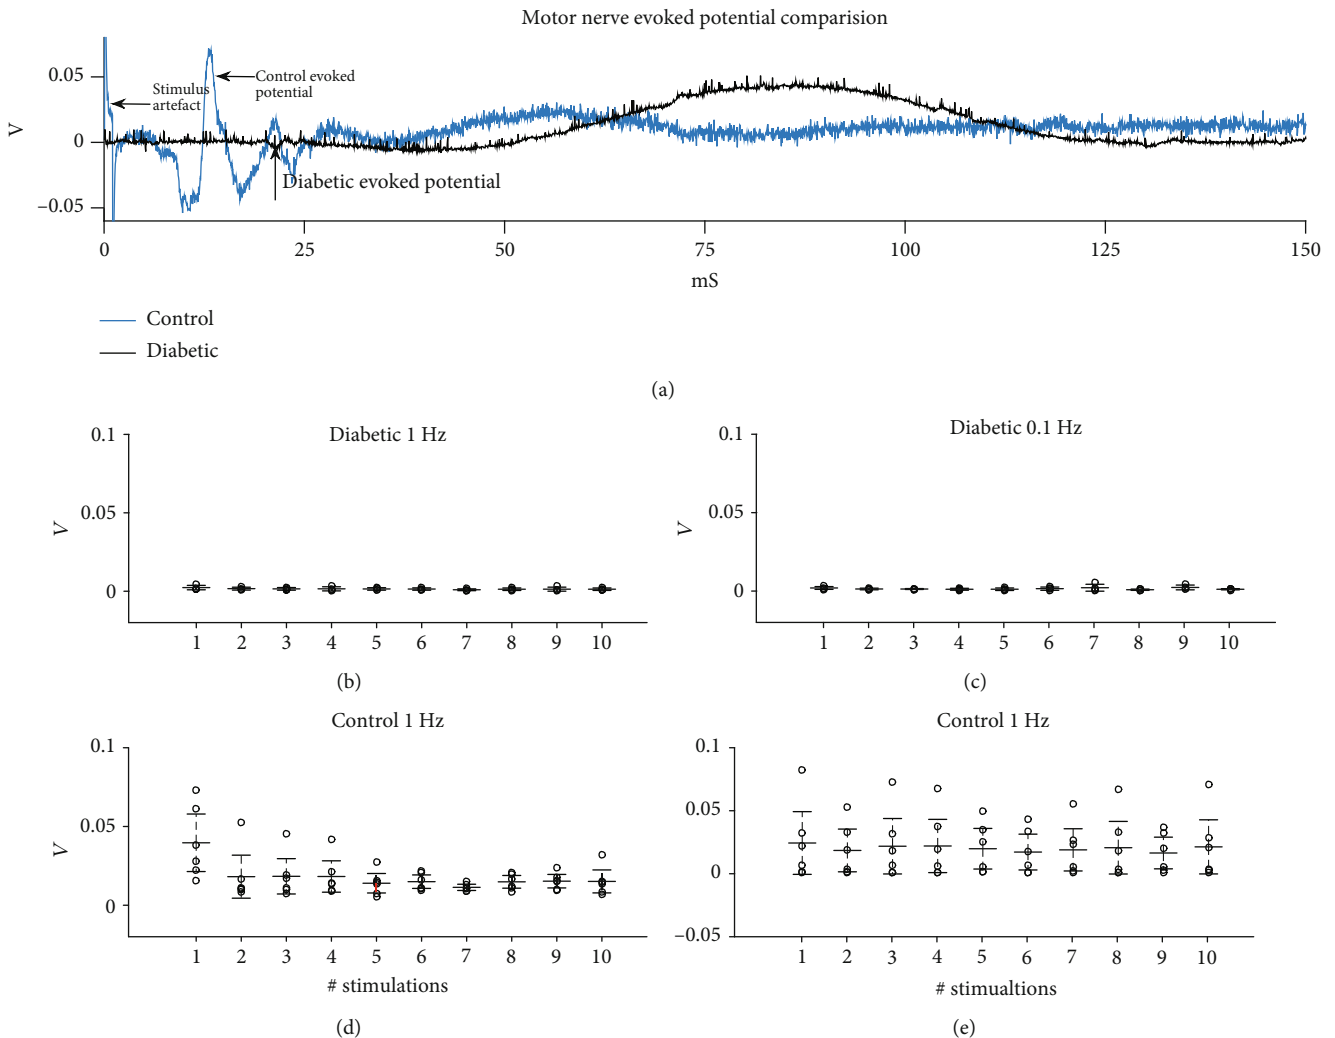 Motor nerve evoked potential comparision
V
0.05
0
−0.05
Stimulus
artefact
Control evoked
potential
Diabetic evoked potential
0 25 50 75 100 125 150
mS
Control
Diabetic
(a)
Diabetic 1 Hz
V
0.1
0.05
0
1 2 3 4 5 6 7 8 9 10
(b)
Diabetic 0.1 Hz
V
0.1
0.05
0
1 2 3 4 5 6 7 8 9 10
(c)
Control 1 Hz
V
0.1
0.05
0
1 2 3 4 5 6 7 8 9 10
# stimulations
(d)
Control 1 Hz
0.1
0.05
0
−0.05
1 2 3 4 5 6 7 8 9 10
# stimualtions
(e)